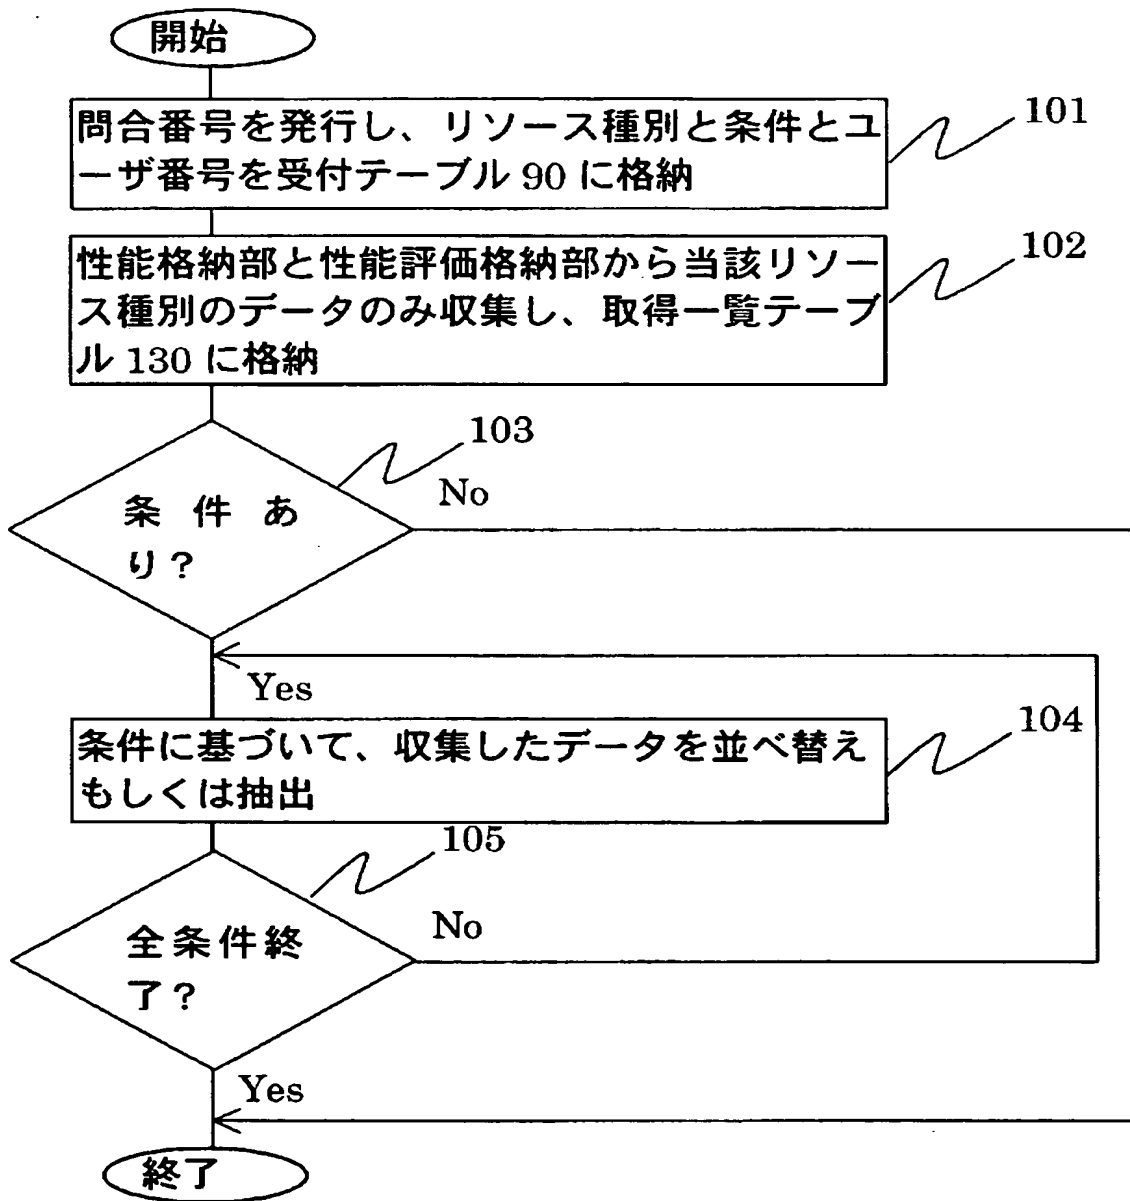 開始
問合番号を発行し、リソース種別と条件とユ
ーザ番号を受付テーブル 90 に格納
101
性能格納部と性能評価格納部から当該リソー
ス種別のデータのみ収集し、取得一覧テーブ
ル 130 に格納
102
103
条件あ
り?
No
Yes
条件に基づいて、収集したデータを並べ替え
もしくは抽出
104
105
全条件終
了?
No
Yes
終了